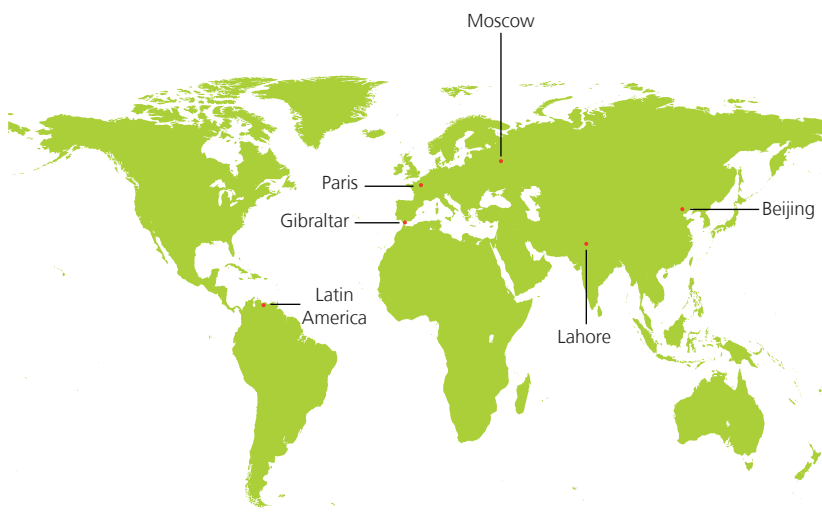 Moscow
Paris
Beijing
Gibraltar
Latin
America
Lahore